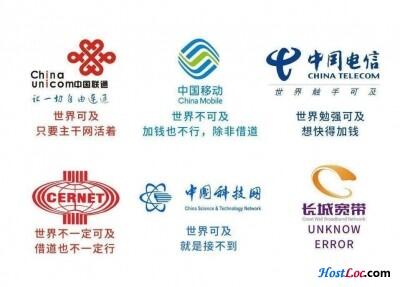 China
unicom中国联通
让一切自由连通
世界可及
只要主干网活着
中国移动
China Mobile
世界不可及
加钱也不行，除非借道
中国电信
CHINA TELECOM
世界触手可及
世界勉强可及
想快得加钱
CERNET
世界不一定可及
借道也不一定行
中国科技网
China Science & Technology Network
世界可及
就是接不到
长城宽带
Great Wall Broadband Network
UNKNOW
ERROR
HostLoc.com